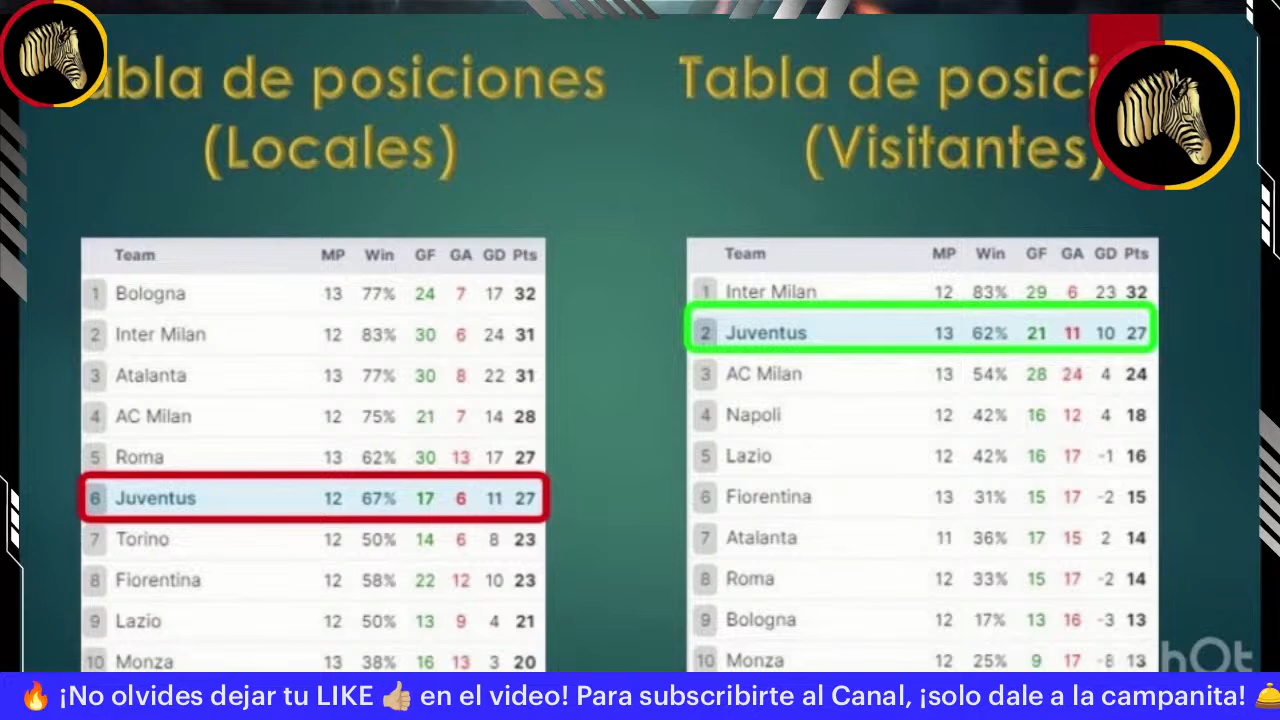 abla de posiciones
(Locales)
Team MP Win GF GA GD Pts
1 Bologna 13 77% 24 7 17 32
2 Inter Milan 12 83% 30 6 24 31
3 Atalanta 13 77% 30 8 22 31
4 AC Milan 12 75% 21 7 14 28
5 Roma 13 62% 30 13 17 27
6 Juventus 12 67% 17 6 11 27
7 Torino 12 50% 14 6 8 23
8 Fiorentina 12 58% 22 12 10 23
9 Lazio 12 50% 13 9 4 21
10 Monza 13 38% 16 13 3 20
Tabla de posici
(Visitantes)
Team MP Win GF GA GD Pts
1 Inter Milan 12 83% 29 6 23 32
2 Juventus 13 62% 21 11 10 27
3 AC Milan 13 54% 28 24 4 24
4 Napoli 12 42% 16 12 4 18
5 Lazio 12 42% 16 17 -1 16
6 Fiorentina 13 31% 15 17 -2 15
7 Atalanta 11 36% 17 15 2 14
8 Roma 12 33% 15 17 -2 14
9 Bologna 12 17% 13 16 -3 13
10 Monza 12 25% 9 17 -8 13
hOt
🔥 ¡No olvides dejar tu LIKE 👍🏼 en el video! Para subscribirte al Canal, ¡solo dale a la campanita! 🛎